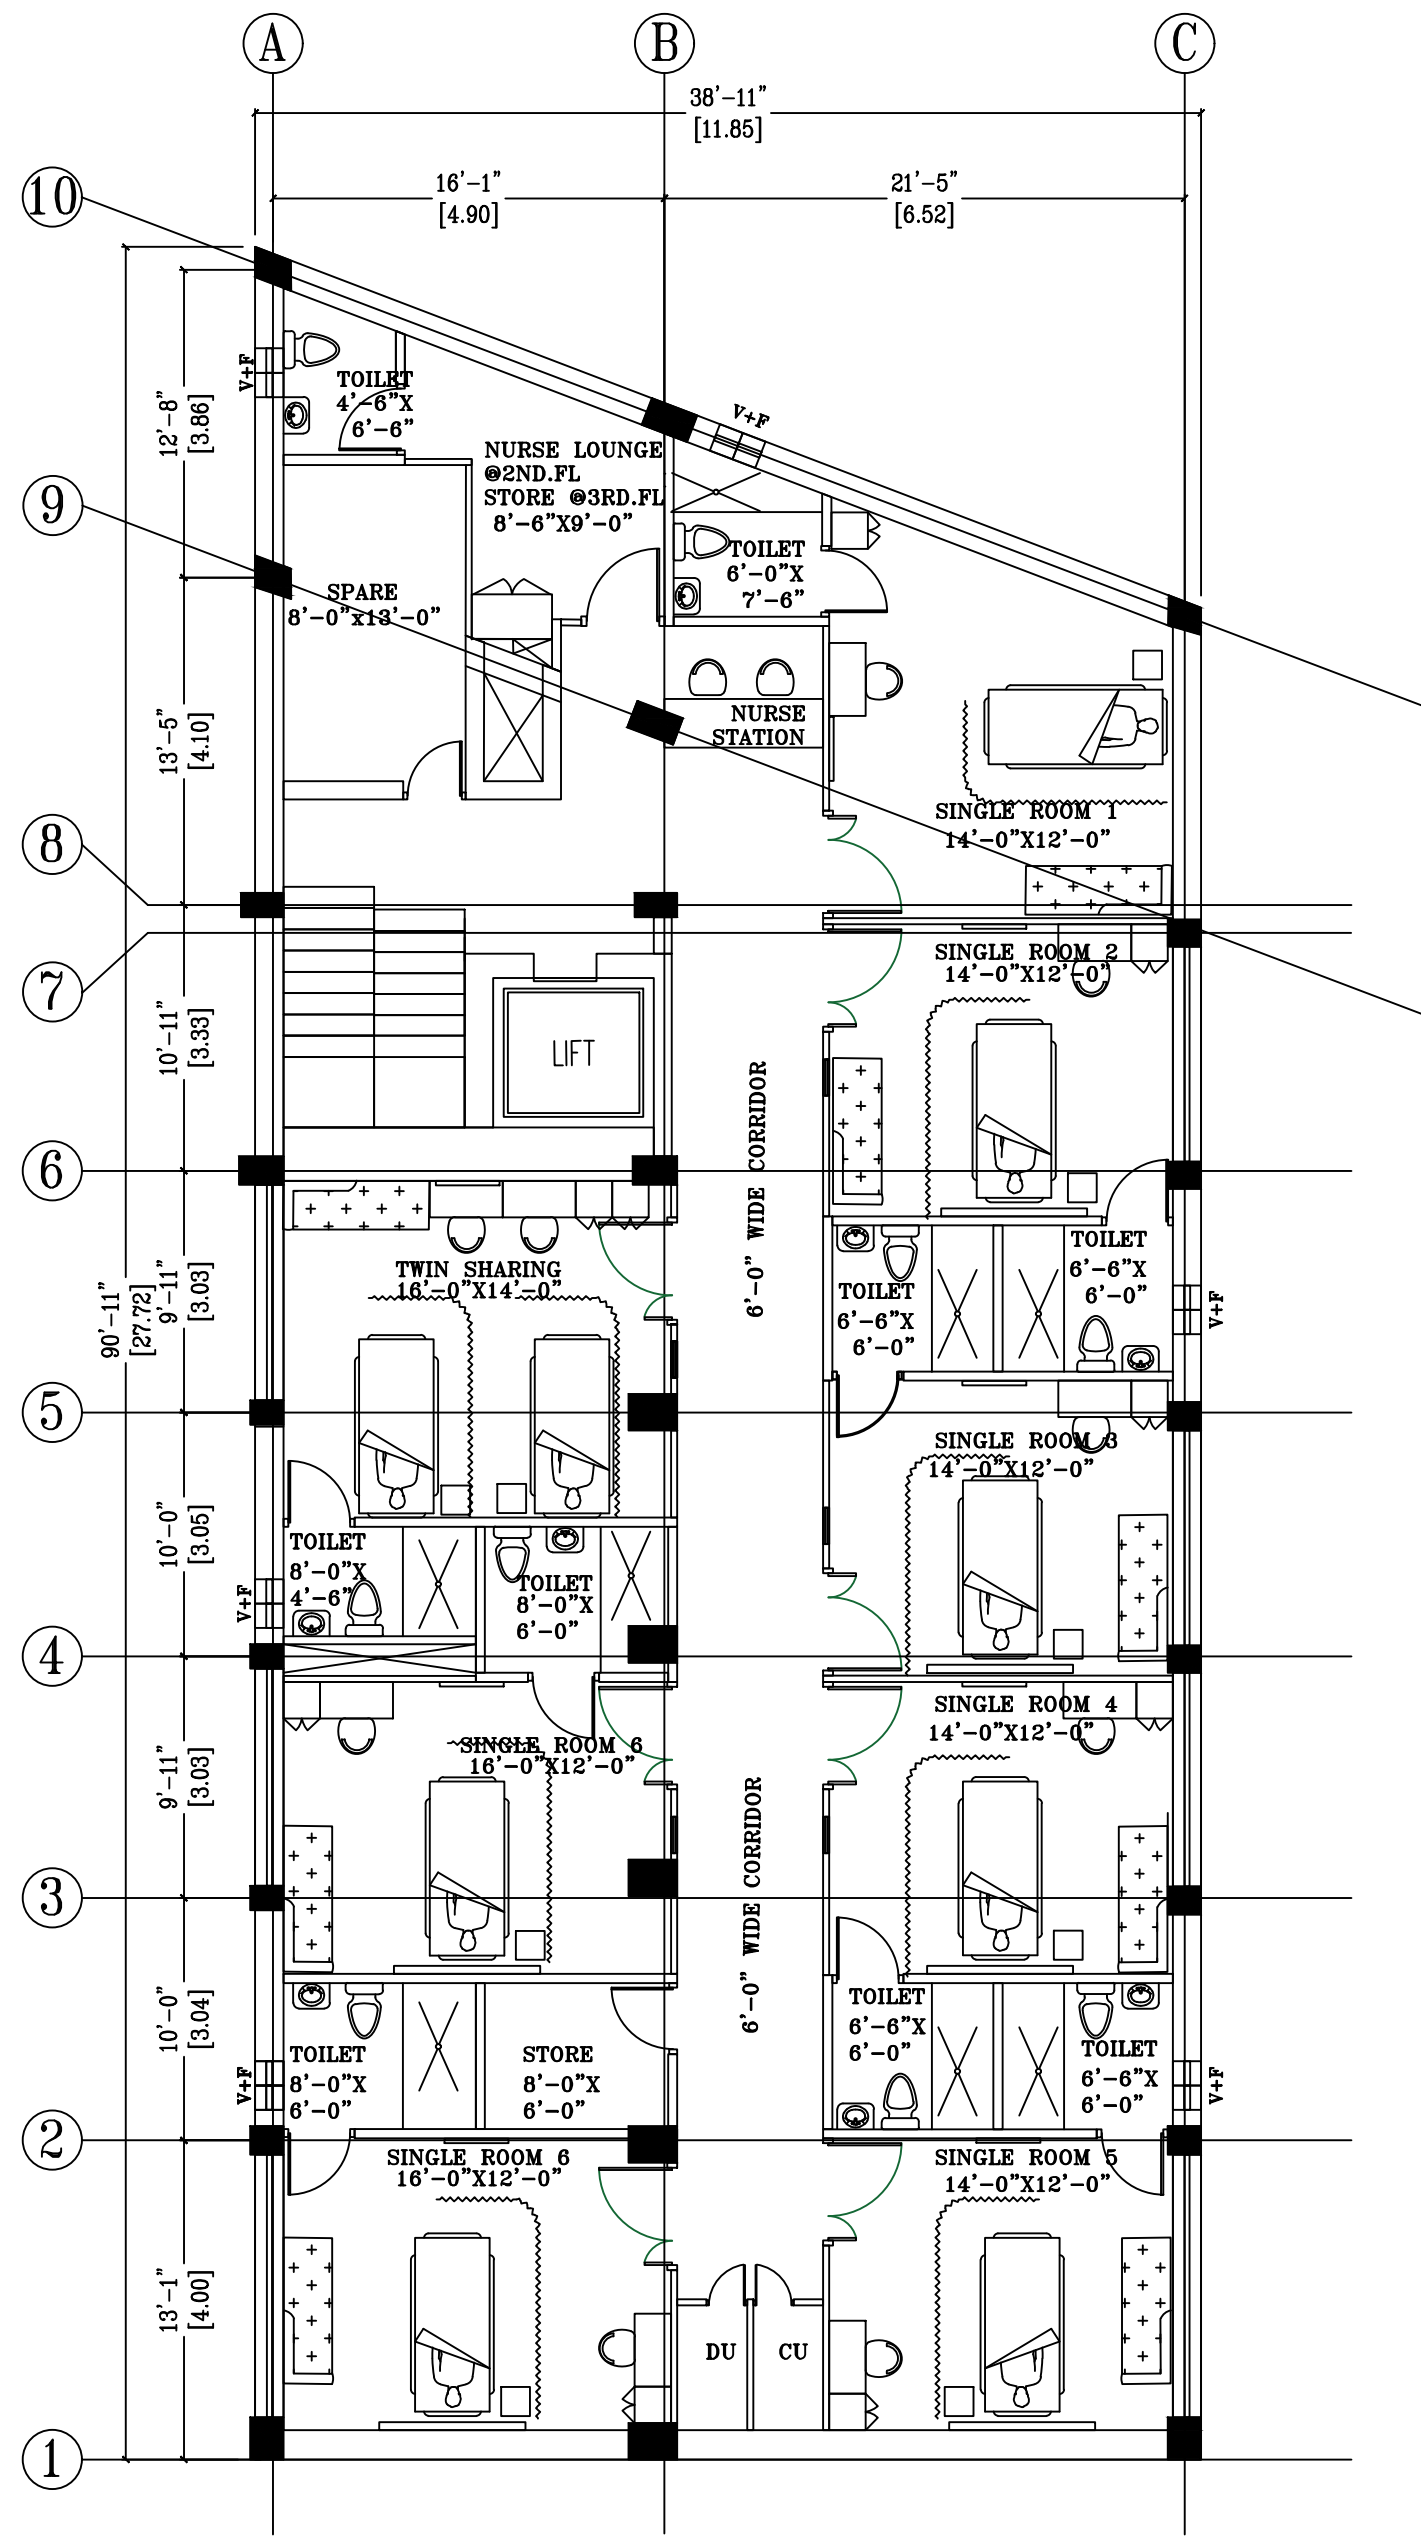 A
B
C
38'-11"
[11.85]
16'-1"
[4.90]
21'-5"
[6.52]
10
V+F
TOILET
4'-6"X
6'-6"
12'-8"
[3.86]
V+F
NURSE LOUNGE
@2ND.FL
STORE @3RD.FL
8'-6"X9'-0"
9
TOILET
6'-0"X
7'-6"
SPARE
8'-0"x13'-0"
13'-5"
[4.10]
NURSE
STATION
SINGLE ROOM 1
14'-0"X12'-0"
8
7
SINGLE ROOM 2
14'-0"X12'-0"
10'-11"
[3.33]
LIFT
6'-0" WIDE CORRIDOR
6
TWIN SHARING
16'-0"X14'-0"
TOILET
6'-6"X
6'-0"
TOILET
6'-6"X
6'-0"
V+F
9'-11"
[3.03]
90'-11"
[27.72]
5
SINGLE ROOM 3
14'-0"X12'-0"
10'-0"
[3.05]
TOILET
8'-0"X
4'-6"
V+F
TOILET
8'-0"X
6'-0"
4
SINGLE ROOM 6
16'-0"X12'-0"
SINGLE ROOM 4
14'-0"X12'-0"
9'-11"
[3.03]
6'-0" WIDE CORRIDOR
3
10'-0"
[3.04]
TOILET
8'-0"X
6'-0"
V+F
STORE
8'-0"X
6'-0"
TOILET
6'-6"X
6'-0"
TOILET
6'-6"X
6'-0"
V+F
2
SINGLE ROOM 6
16'-0"X12'-0"
SINGLE ROOM 5
14'-0"X12'-0"
13'-1"
[4.00]
DU
CU
1